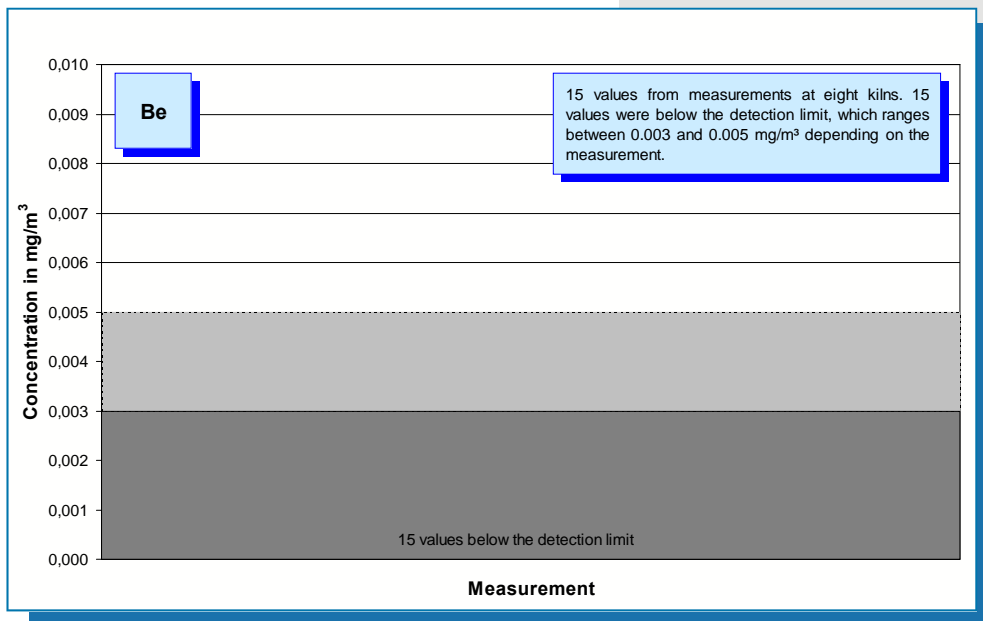 Be
15 values from measurements at eight kilns. 15
values were below the detection limit, which ranges
between 0.003 and 0.005 mg/m³ depending on the
measurement.
Concentration in mg/m³
0,010
0,009
0,008
0,007
0,006
0,005
0,004
0,003
0,002
0,001
0,000
15 values below the detection limit
Measurement